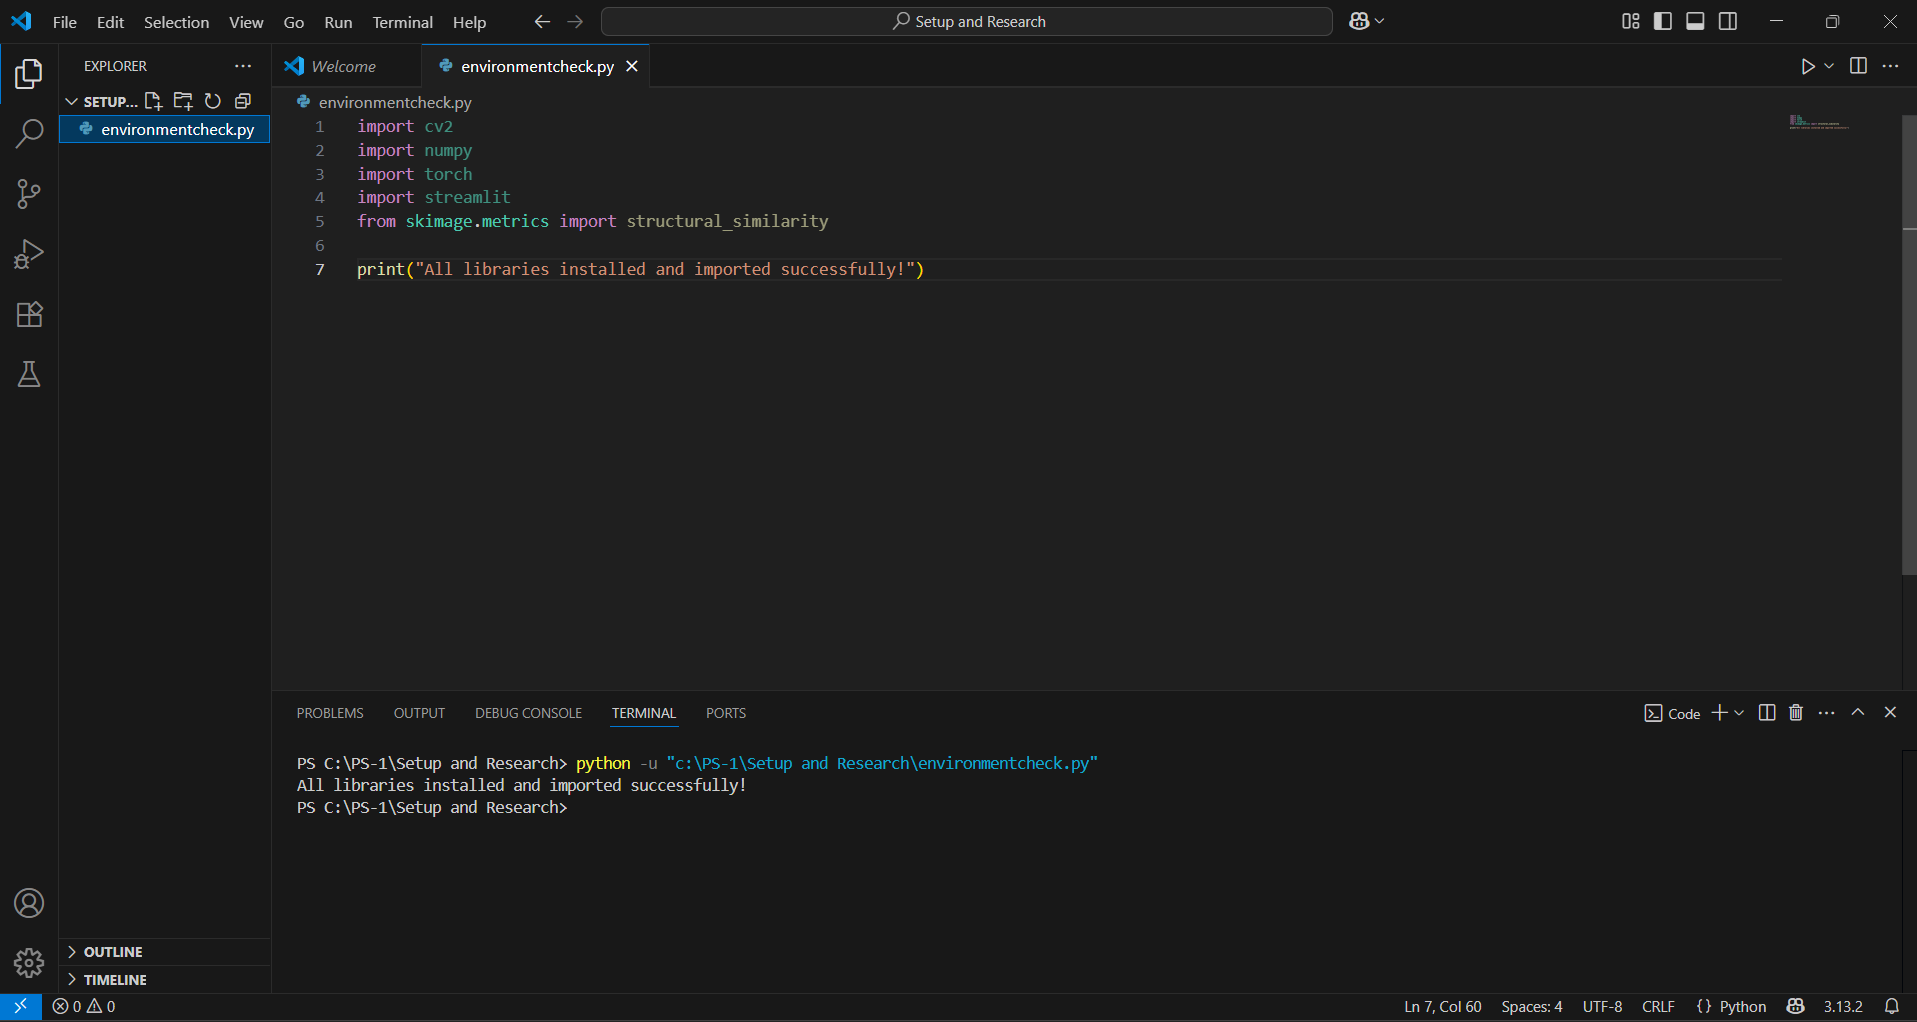 File Edit Selection View Go Run Terminal Help
Setup and Research
EXPLORER
Welcome
environmentcheck.py
SETUP...
environmentcheck.py
environmentcheck.py
1 import cv2
2 import numpy
3 import torch
4 import streamlit
5 from skimage.metrics import structural_similarity
6
7 print("All libraries installed and imported successfully!")
PROBLEMS OUTPUT DEBUG CONSOLE TERMINAL PORTS
Code
PS C:\PS-1\Setup and Research> python -u "c:\PS-1\Setup and Research\environmentcheck.py"
All libraries installed and imported successfully!
PS C:\PS-1\Setup and Research>
OUTLINE
TIMELINE
0 0
Ln 7, Col 60 Spaces: 4 UTF-8 CRLF {} Python 3.13.2